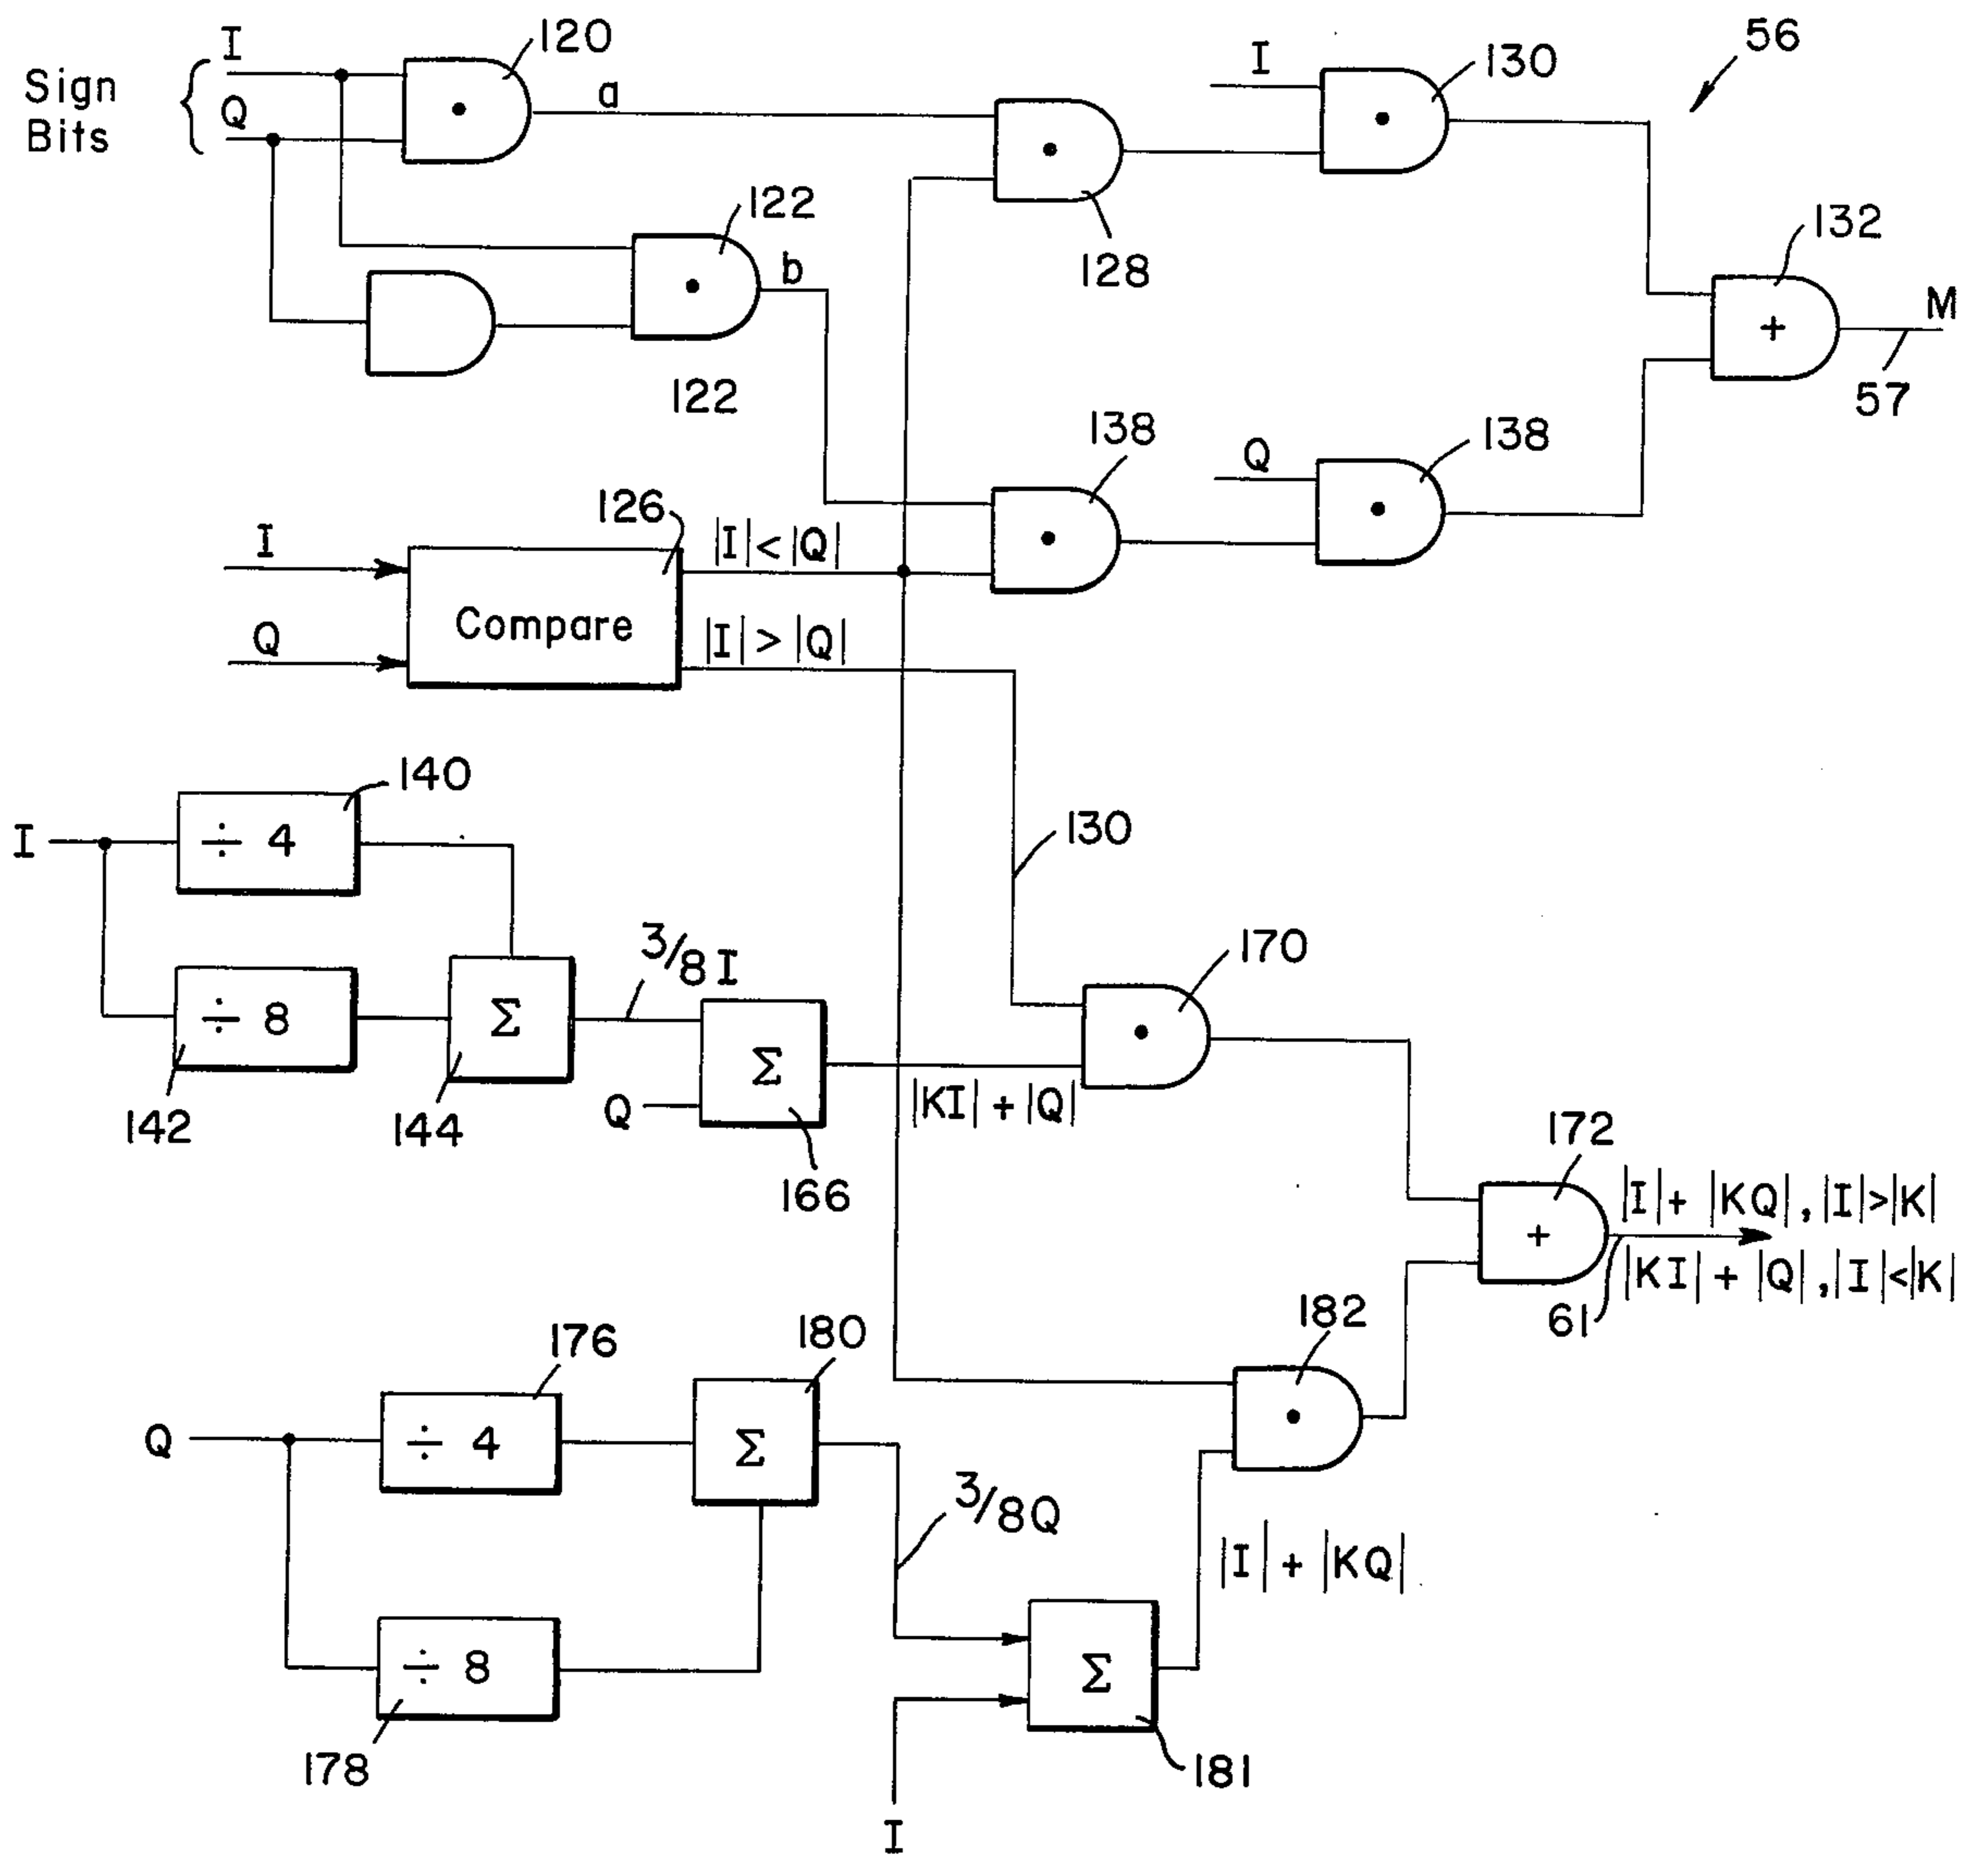 I
120
56
Sign
Bits
Q
a
I
130
122
b
128
132
+
M
57
122
138
Q
138
126
|I| < |Q|
I
Compare
Q
|I| > |Q|
140
I
÷ 4
130
3/8 I
170
÷ 8
Σ
Σ
142
144
Q
|KI| + |Q|
166
172
|I| + |KQ|, |I|>|K|
+
|KI| + |Q|, |I|<|K|
61
182
176
180
Q
÷ 4
Σ
3/8Q
|I| + |KQ|
÷ 8
Σ
178
181
I